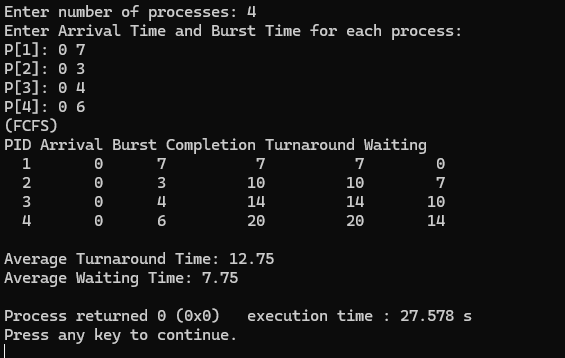 Enter number of processes: 4
Enter Arrival Time and Burst Time for each process:
P[1]: 0 7
P[2]: 0 3
P[3]: 0 4
P[4]: 0 6
(FCFS)
PID Arrival Burst Completion Turnaround Waiting
1 0 7 7 7 0
2 0 3 10 10 7
3 0 4 14 14 10
4 0 6 20 20 14
Average Turnaround Time: 12.75
Average Waiting Time: 7.75
Process returned 0 (0x0) execution time : 27.578 s
Press any key to continue.